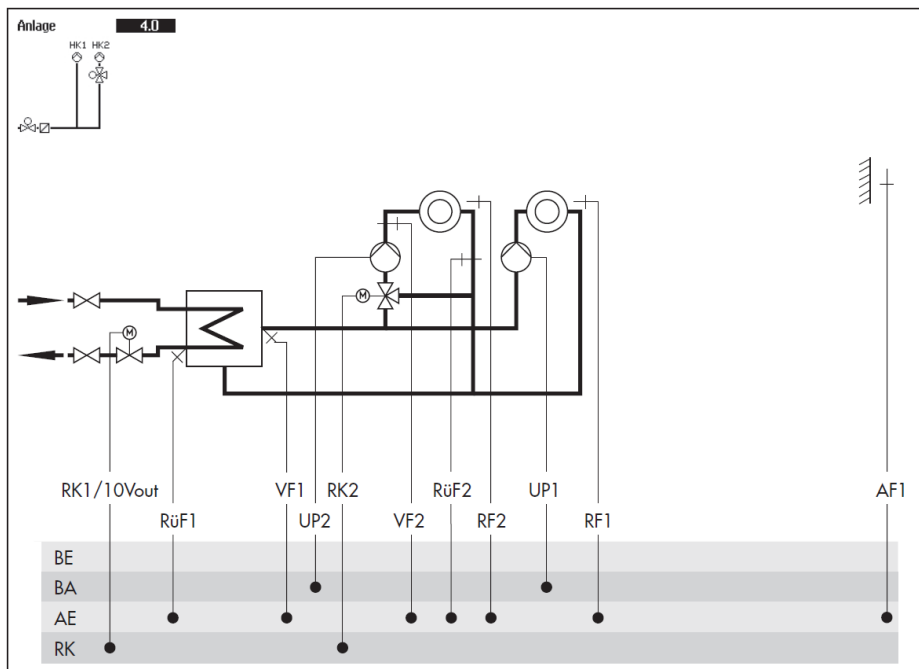 Anlage 4.0
HK1 HK2
M
M
RK1/10Vout VF1 RK2 RüF2 UP1 AF1
RüF1 UP2 VF2 RF2 RF1
BE
BA
AE
RK